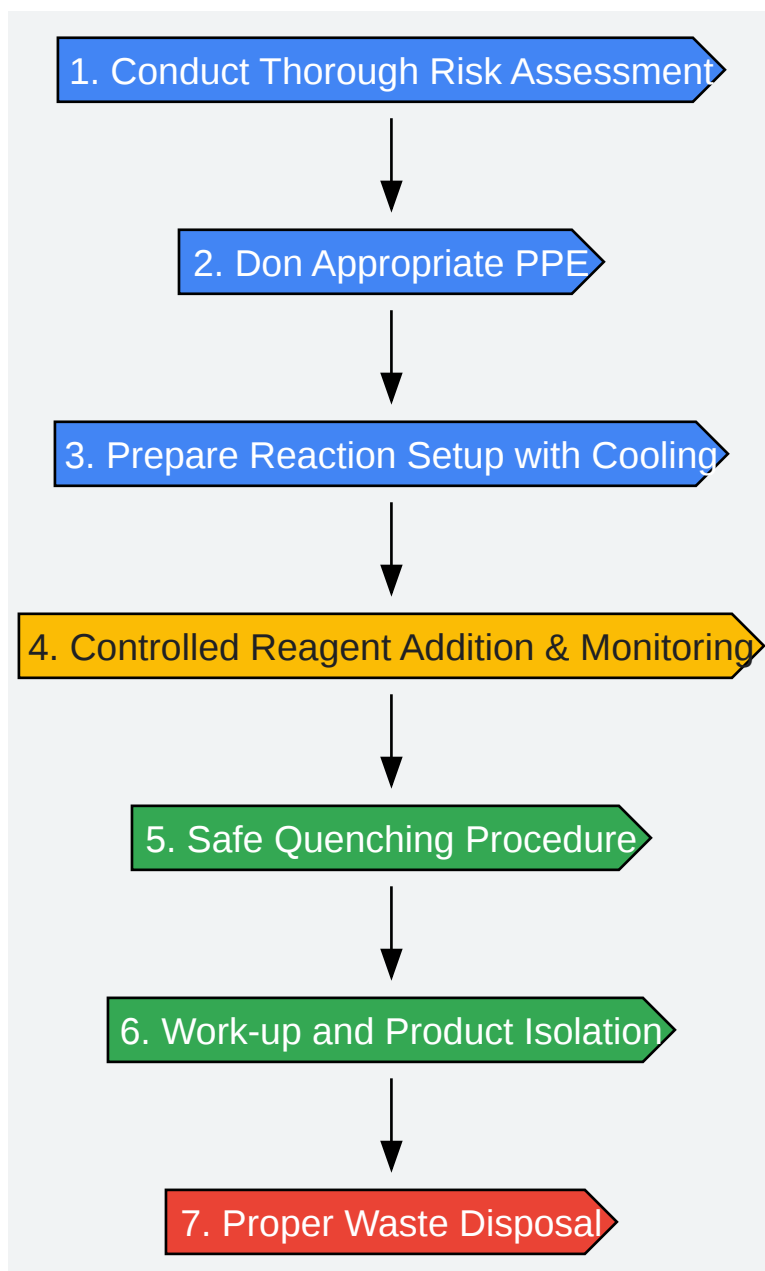 1. Conduct Thorough Risk Assessment
2. Don Appropriate PPE
3. Prepare Reaction Setup with Cooling
4. Controlled Reagent Addition & Monitoring
5. Safe Quenching Procedure
6. Work-up and Product Isolation
7. Proper Waste Disposal